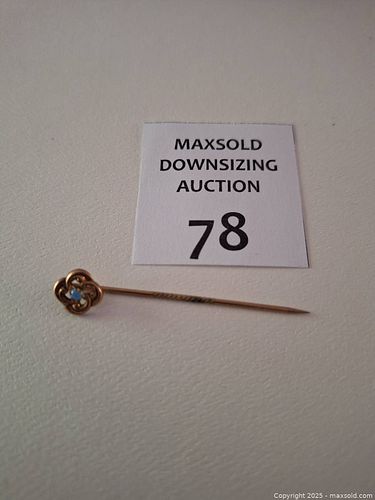 MAXSOLD
DOWNSIZING
AUCTION
78
Copyright © 2025 - maxsold.com